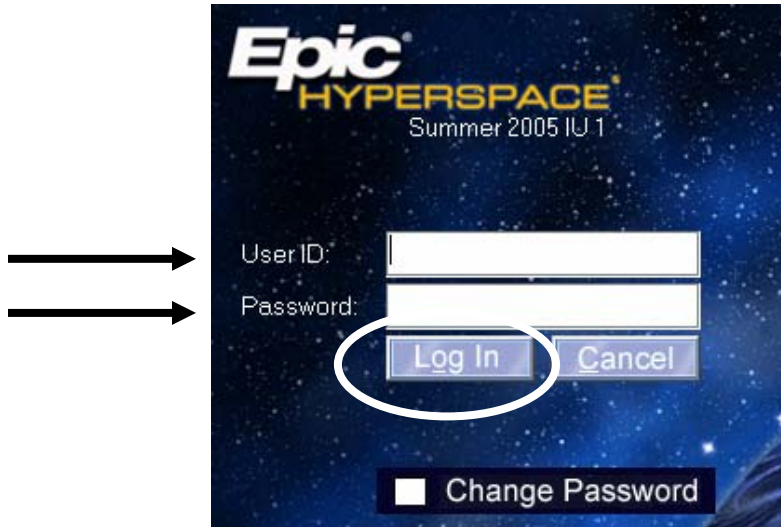 Epic
HYPERSPACE
Summer 2005 IU 1
User ID:
Password:
Log In Cancel
Change Password